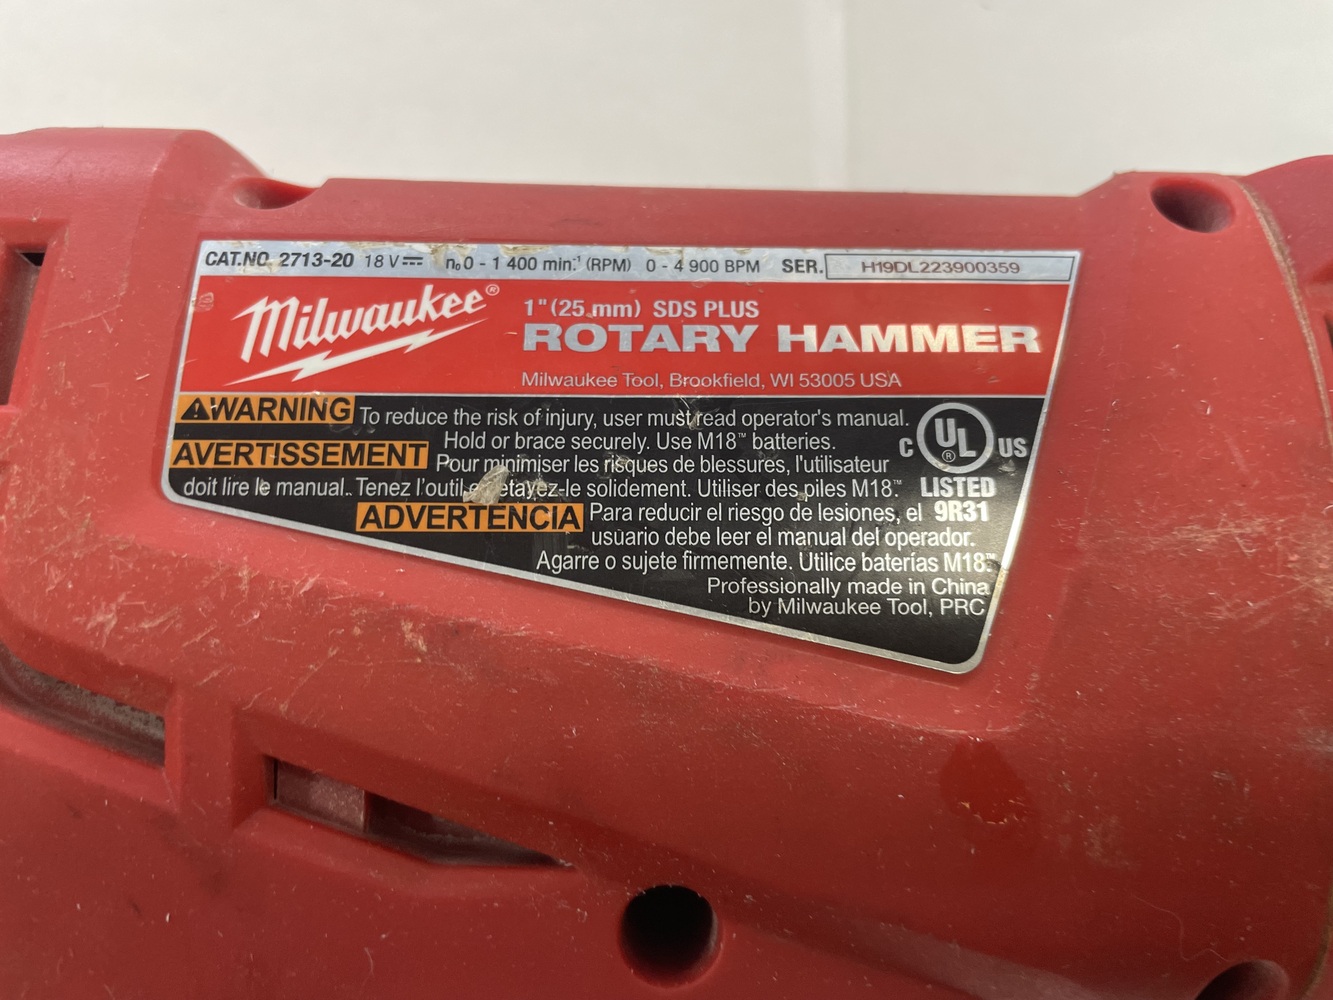 CAT.NO. 2713-20 18 V⎓ n₀0 - 1 400 min.⁻¹ (RPM) 0 - 4 900 BPM SER. H19DL223900359
Milwaukee®
1" (25 mm) SDS PLUS
ROTARY HAMMER
Milwaukee Tool, Brookfield, WI 53005 USA
⚠WARNING To reduce the risk of injury, user must read operator's manual.
Hold or brace securely. Use M18™ batteries.
AVERTISSEMENT Pour minimiser les risques de blessures, l'utilisateur
doit lire le manual. Tenez l'outil et étayez-le solidement. Utiliser des piles M18™.
ADVERTENCIA Para reducir el riesgo de lesiones, el
usuario debe leer el manual del operador.
Agarre o sujete firmemente. Utilice baterías M18™.
Professionally made in China
by Milwaukee Tool, PRC
C UL® US
LISTED
9R31